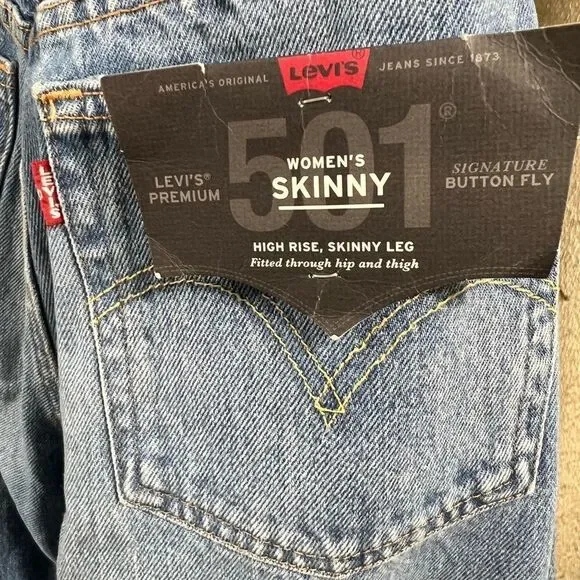 LEVI'S®
AMERICA'S ORIGINAL
JEANS SINCE 1873
501®
WOMEN'S
SKINNY
LEVI'S®
PREMIUM
SIGNATURE
BUTTON FLY
HIGH RISE, SKINNY LEG
Fitted through hip and thigh
LEVI'S